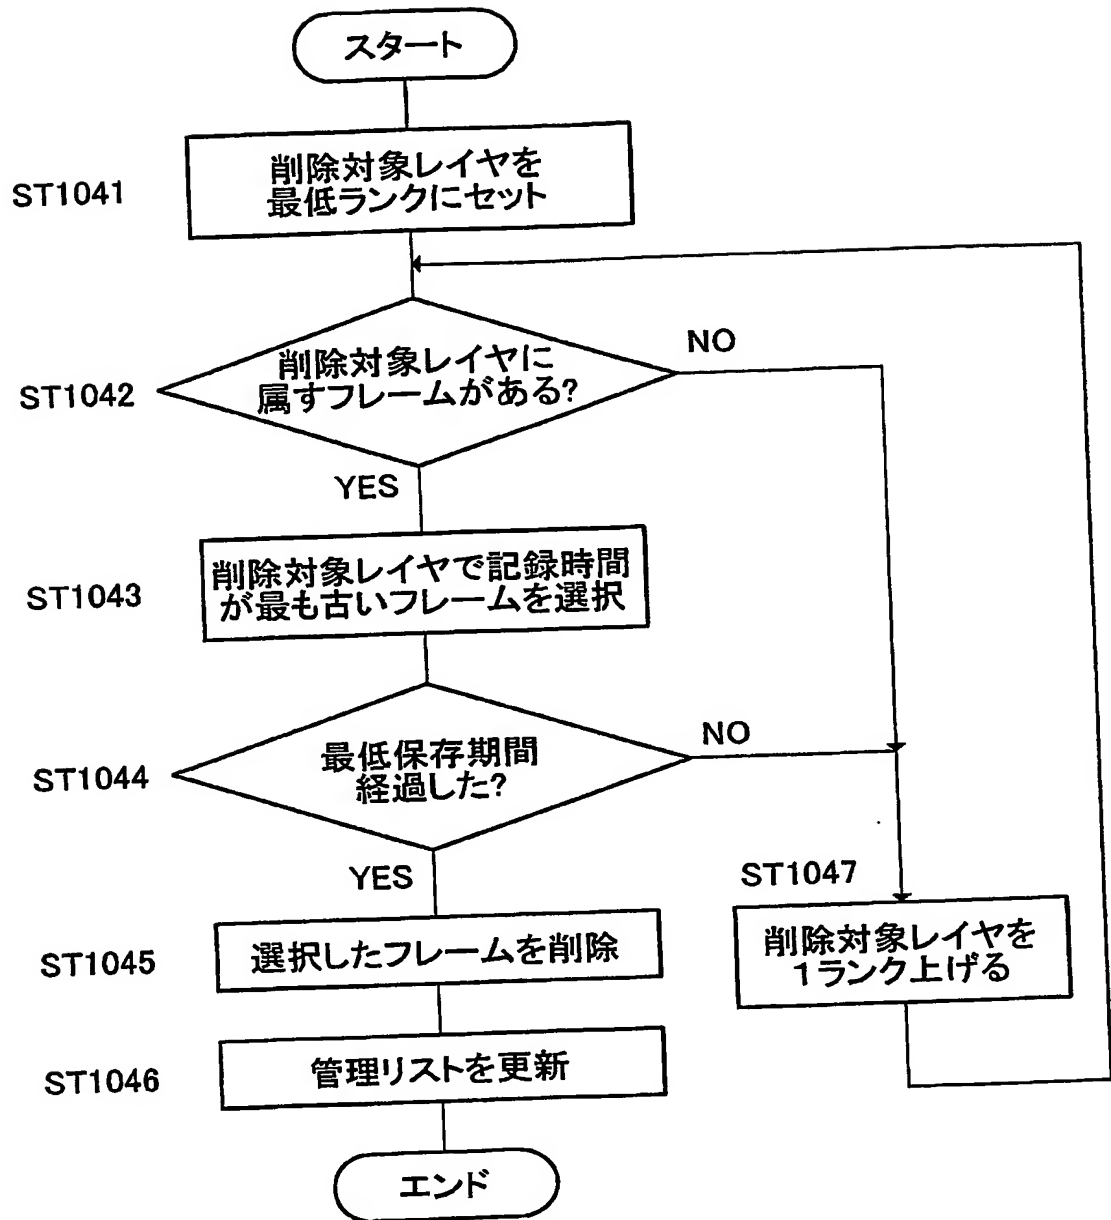 スタート
ST1041
削除対象レイヤを
最低ランクにセット
ST1042
削除対象レイヤに
属すフレームがある?
NO
YES
ST1043
削除対象レイヤで記録時間
が最も古いフレームを選択
ST1044
最低保存期間
経過した?
NO
YES
ST1047
削除対象レイヤを
1ランク上げる
ST1045
選択したフレームを削除
ST1046
管理リストを更新
エンド